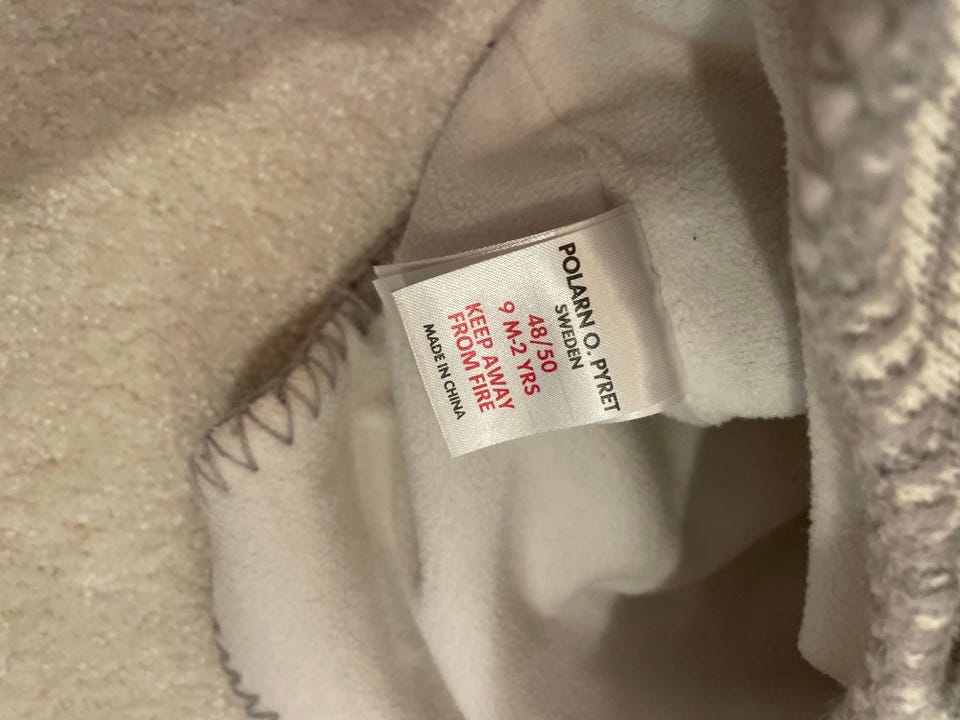 POLARN O. PYRET
SWEDEN
48/50
9 M-2 YRS
KEEP AWAY
FROM FIRE
MADE IN CHINA